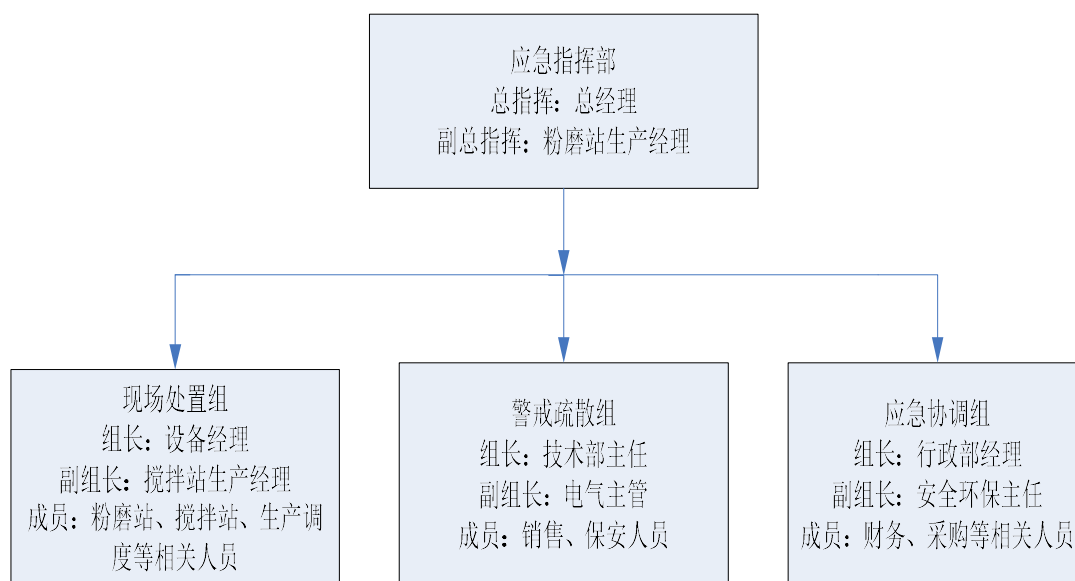 应急指挥部
总指挥：总经理
副总指挥：粉磨站生产经理
现场处置组
组长：设备经理
副组长：搅拌站生产经理
成员：粉磨站、搅拌站、生产调
度等相关人员
警戒疏散组
组长：技术部主任
副组长：电气主管
成员：销售、保安人员
应急协调组
组长：行政部经理
副组长：安全环保主任
成员：财务、采购等相关人员